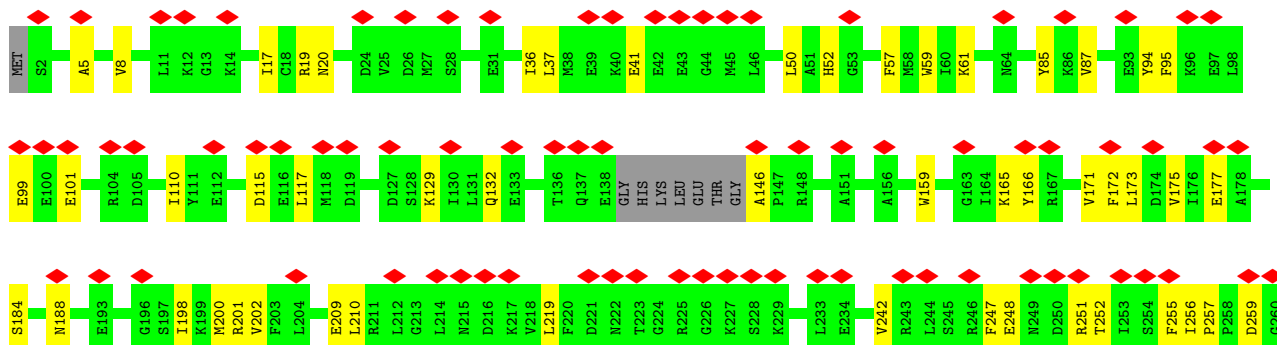 MET S2 A5 V8 L11 K12 G13 K14 I17 C18 R19 N20 D24 V25 D26 M27 S28 E31 I36 L37 M38 E39 K40 E41 E42 E43 G44 M45 L46 L50 A51 H52 G53 F57 M58 W59 I60 K61 N64 Y85 K86 V87 E93 Y94 F95 K96 E97 L98
E99 E100 E101 R104 D105 I110 Y111 E112 D115 E116 L117 M118 D119 D127 S128 K129 I130 L131 Q132 E133 T136 Q137 E138 GLY HIS LYS LEU GLU THR GLY A146 P147 R148 A151 A156 W159 G163 I164 K165 Y166 R167 V171 F172 L173 D174 V175 I176 E177 A178
S184 N188 E193 G196 S197 I198 K199 M200 R201 V202 F203 L204 E209 L210 R211 L212 G213 L214 N215 D216 K217 V218 L219 F220 D221 N222 T223 G224 R225 G226 K227 S228 K229 L233 E234 V242 R243 L244 S245 R246 F247 E248 N249 D250 R251 T252 I253 S254 F255 I256 P257 P258 D259 G260